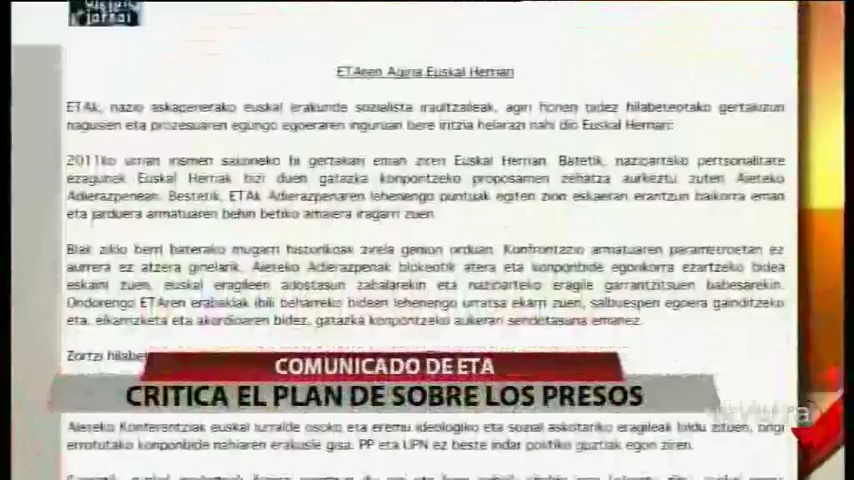 ETAren Agiria Euskal Herriari
ETAk, nazio askapenerako euskal erakunde sozialista iraultzaileak, agiri honen bidez hilabeteotako gertakizun
nagusien eta prozesuaren egungo egoeraren inguruan bere iritzia helarazi nahi dio Euskal Herriari:
2011ko urrian irismen sakoneko bi gertakari eman ziren Euskal Herrian. Batetik, nazioarteko pertsonalitate
ezagunek Euskal Herriak bizi duen gatazka konpontzeko proposamen zehatza aurkeztu zuten Aieteko
Adierazpenean. Bestetik, ETAk Adierazpenaren lehenengo puntuak egiten zion eskaerari erantzun baikorra eman
eta jarduera armatuaren behin betiko amaiera iragarri zuen.
Biak ziklo berri baterako mugarri historikoak zirela genion orduan. Konfrontazio armatuaren parametroetan ez
aurrera ez atzera ginelarik, Aieteko Adierazpenak blokeotik atera eta konponbide egonkorra ezartzeko bidea
eskaini zuen, euskal eragileen adostasun zabalarekin eta nazioarteko eragile garrantzitsuen babesarekin.
Ondorengo ETAren erabakiak ibili beharreko bidean lehenengo urratsa ekarri zuen, salbuespen egoera gainditzeko
eta, elkarrizketa eta akordioaren bidez, gatazka konpontzeko aukerari sendotasuna emanez.
Zortzi hilabet
COMUNICADO DE ETA
CRITICA EL PLAN DE SOBRE LOS PRESOS
Aieteko Konferentziak euskal lurralde osoko eta eremu ideologiko eta sozial askotariko eragileak bildu zituen,
errotutako konponbide nahiaren erakusle gisa. PP eta UPN ez beste indar politiko guztiak egon ziren.